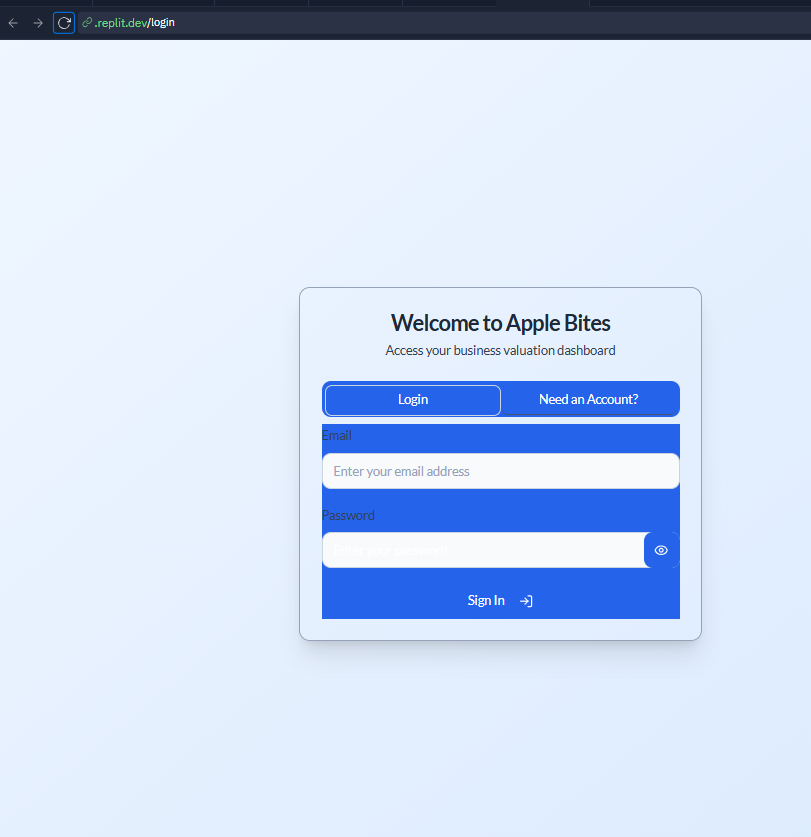 .replit.dev/login
Welcome to Apple Bites
Access your business valuation dashboard
Login
Need an Account?
Email
Enter your email address
Password
Enter your password
Sign In